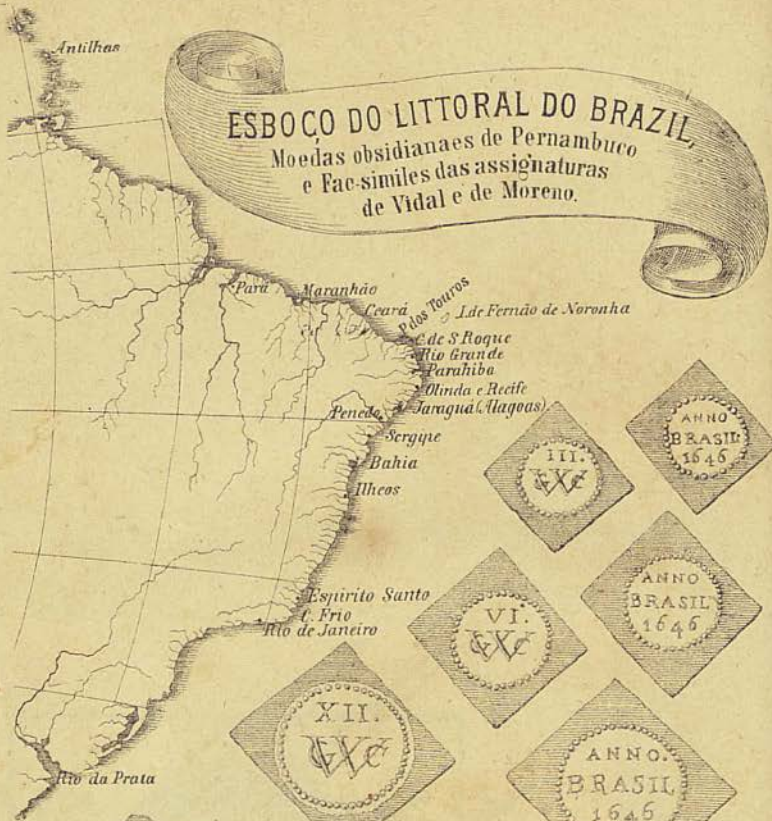 Antilhas
ESBOÇO DO LITTORAL DO BRAZIL,
Moedas obsidianaes de Pernambuco
e Fac-similes das assignaturas
de Vidal e de Moreno.
Pará
Maranhão
Ceará
P. dos Touros
I. de Fernão de Noronha
C. de S Roque
Rio Grande
Parahiba
Olinda e Recife
Jaraguá (Alagoas)
Penedo
Sergipe
Bahia
Ilheos
Espirito Santo
C. Frio
Rio de Janeiro
Rio da Prata
ANNO
BRASIL
1646
III.
GWC
ANNO
BRASIL
1646
VI.
GWC
XII.
GWC
ANNO.
BRASIL
1646